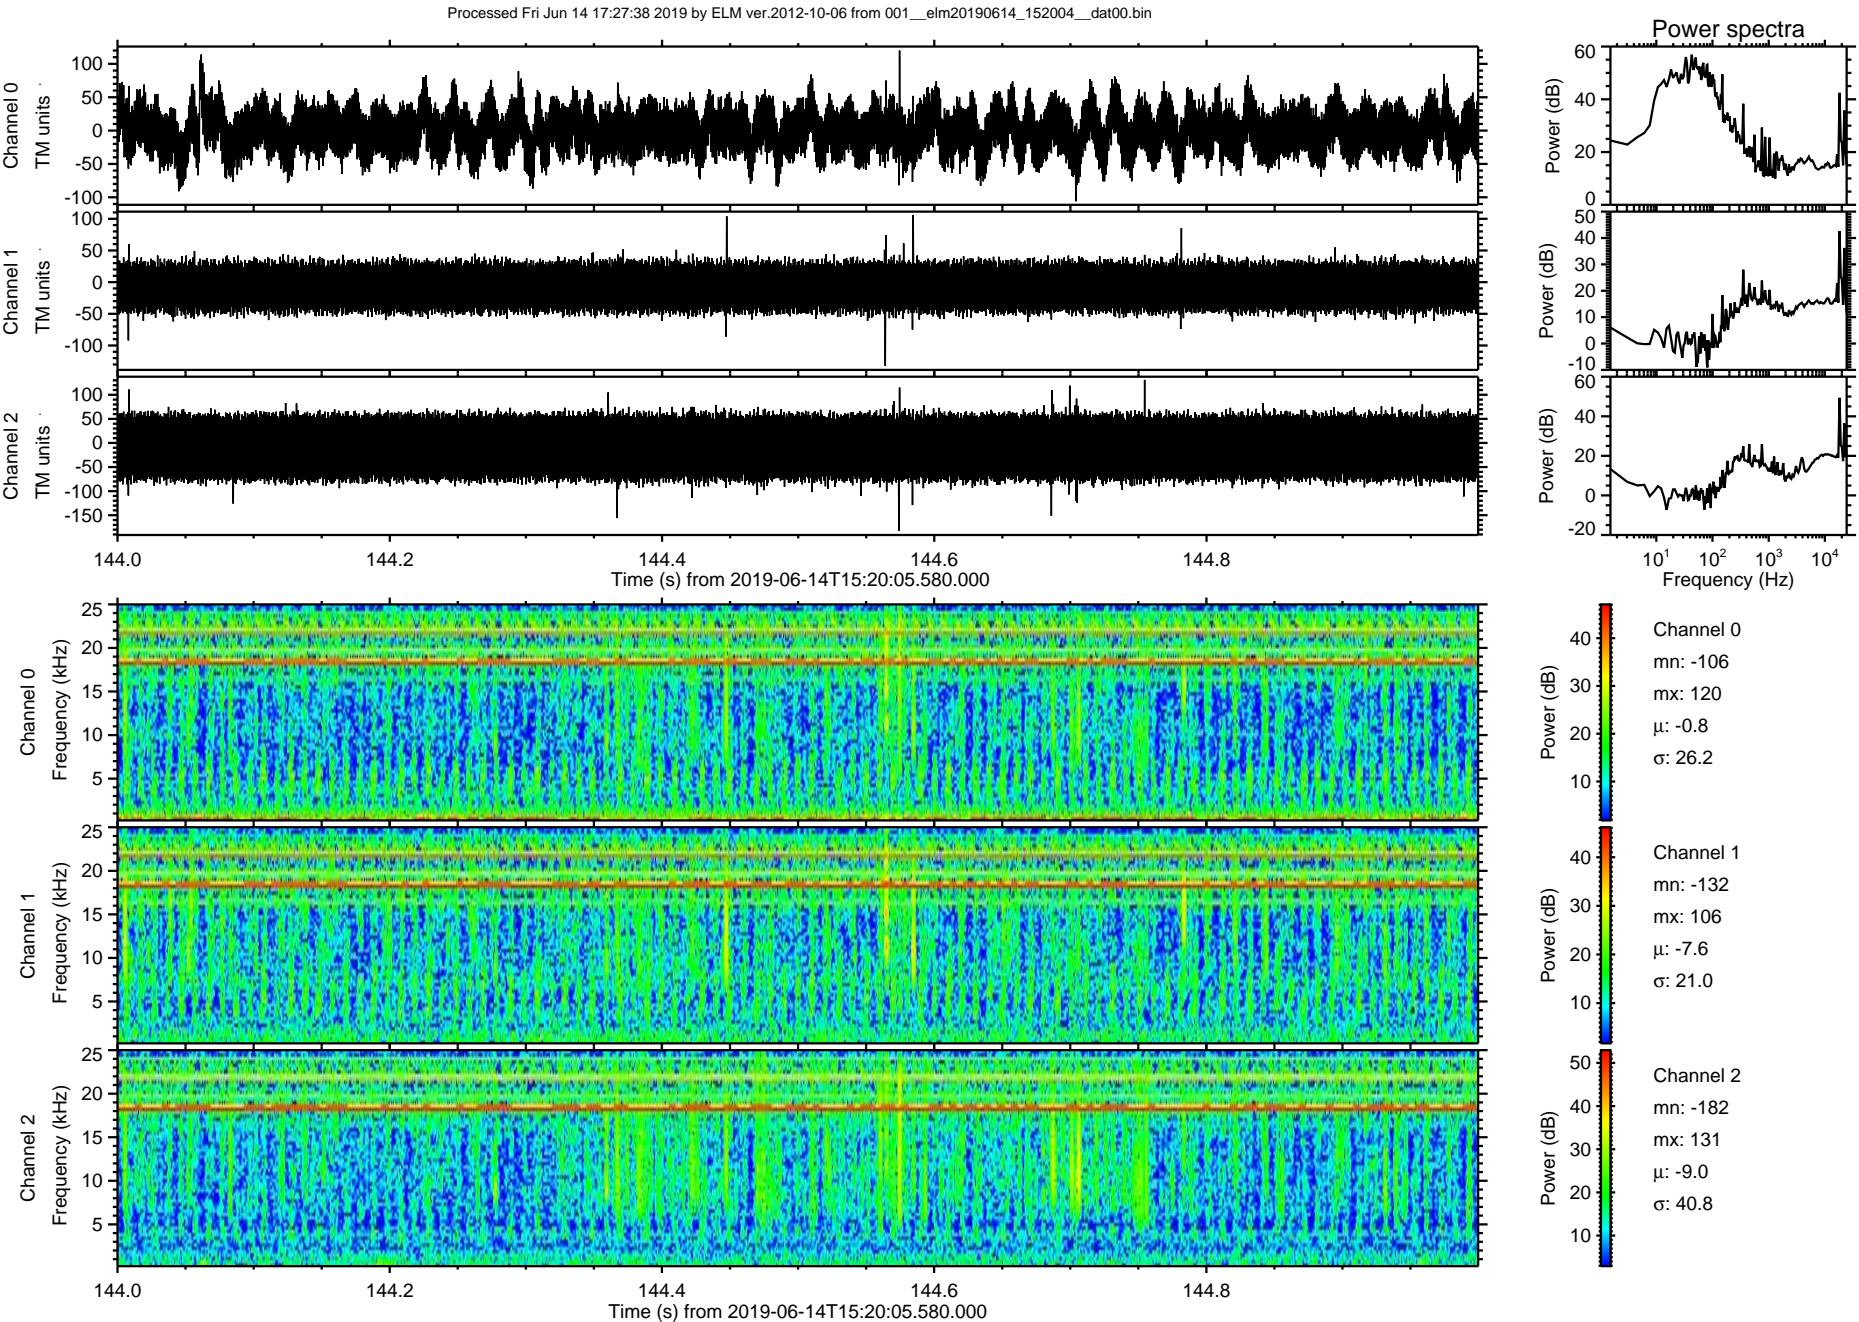 Processed Fri Jun 14 17:27:38 2019 by ELM ver.2012-10-06 from 001__elm20190614_152004__dat00.bin
Power spectra
Channel 0
TM units
100
50
0
-50
-100
Power (dB)
60
40
20
0
Channel 1
TM units
100
50
0
-50
-100
Power (dB)
50
40
30
20
10
0
-10
Channel 2
TM units
100
50
0
-50
-100
-150
Power (dB)
60
40
20
0
-20
144.0 144.2 144.4 144.6 144.8
Time (s) from 2019-06-14T15:20:05.580.000
10¹ 10² 10³ 10⁴
Frequency (Hz)
Channel 0
Frequency (kHz)
25
20
15
10
5
Power (dB)
40
30
20
10
Channel 0
mn: -106
mx: 120
μ: -0.8
σ: 26.2
Channel 1
Frequency (kHz)
25
20
15
10
5
Power (dB)
40
30
20
10
Channel 1
mn: -132
mx: 106
μ: -7.6
σ: 21.0
Channel 2
Frequency (kHz)
25
20
15
10
5
Power (dB)
50
40
30
20
10
Channel 2
mn: -182
mx: 131
μ: -9.0
σ: 40.8
144.0 144.2 144.4 144.6 144.8
Time (s) from 2019-06-14T15:20:05.580.000